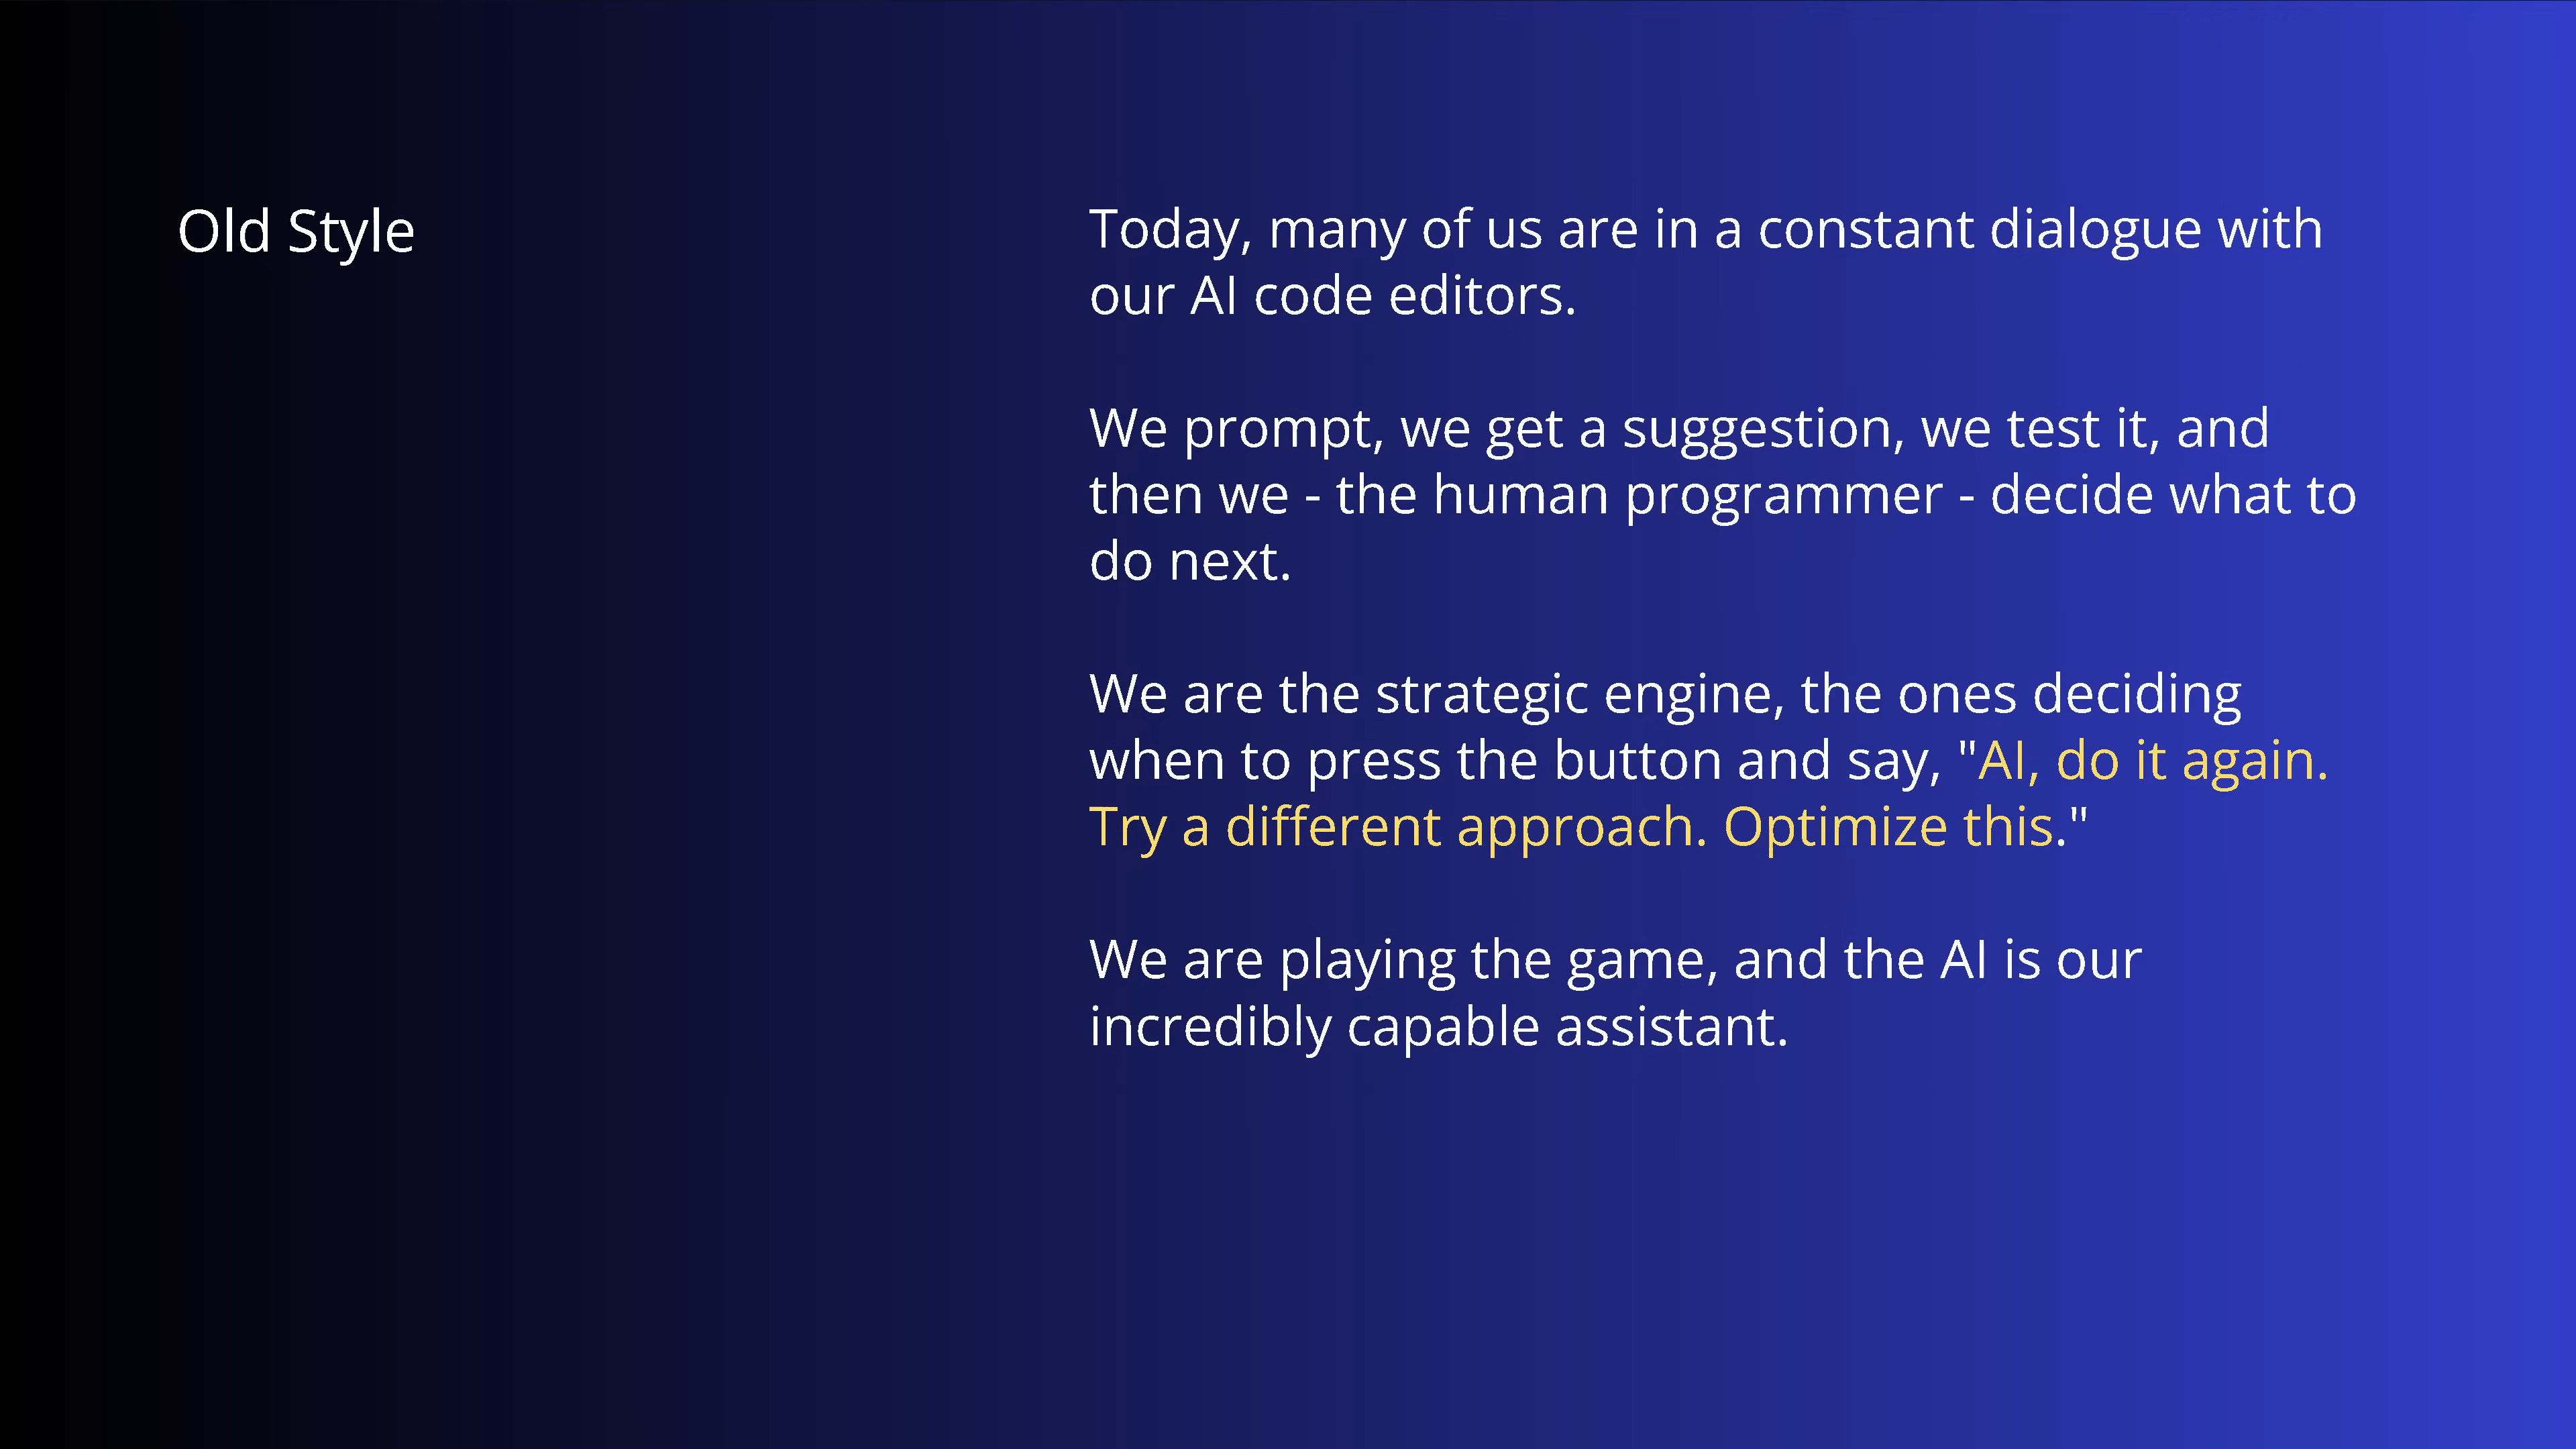 Old Style
Today, many of us are in a constant dialogue with
our AI code editors.
We prompt, we get a suggestion, we test it, and
then we - the human programmer - decide what to
do next.
We are the strategic engine, the ones deciding
when to press the button and say, "AI, do it again.
Try a different approach. Optimize this."
We are playing the game, and the AI is our
incredibly capable assistant.